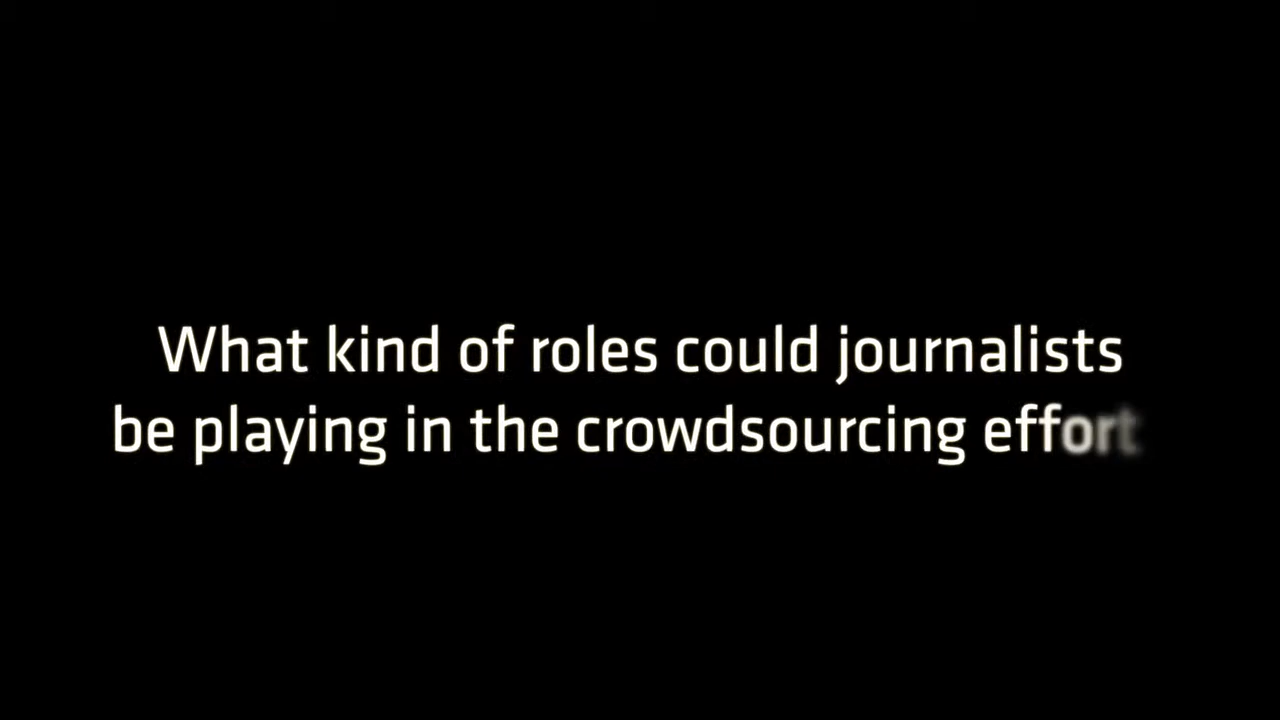 What kind of roles could journalists
be playing in the crowdsourcing effort